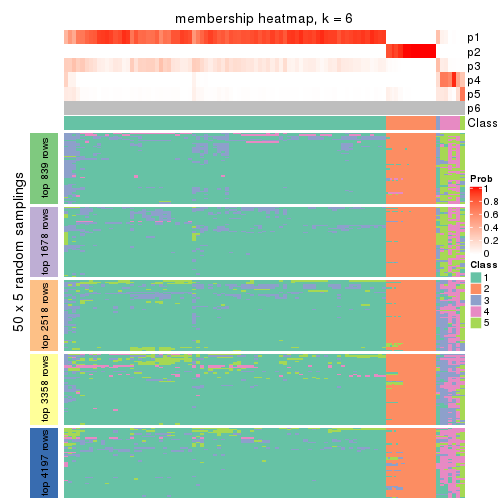 membership heatmap, k = 6
p1
p2
p3
p4
p5
p6
Class
50 x 5 random samplings
top 839 rows
top 1678 rows
top 2518 rows
top 3358 rows
top 4197 rows
Prob
1
0.8
0.6
0.4
0.2
0
Class
1
2
3
4
5